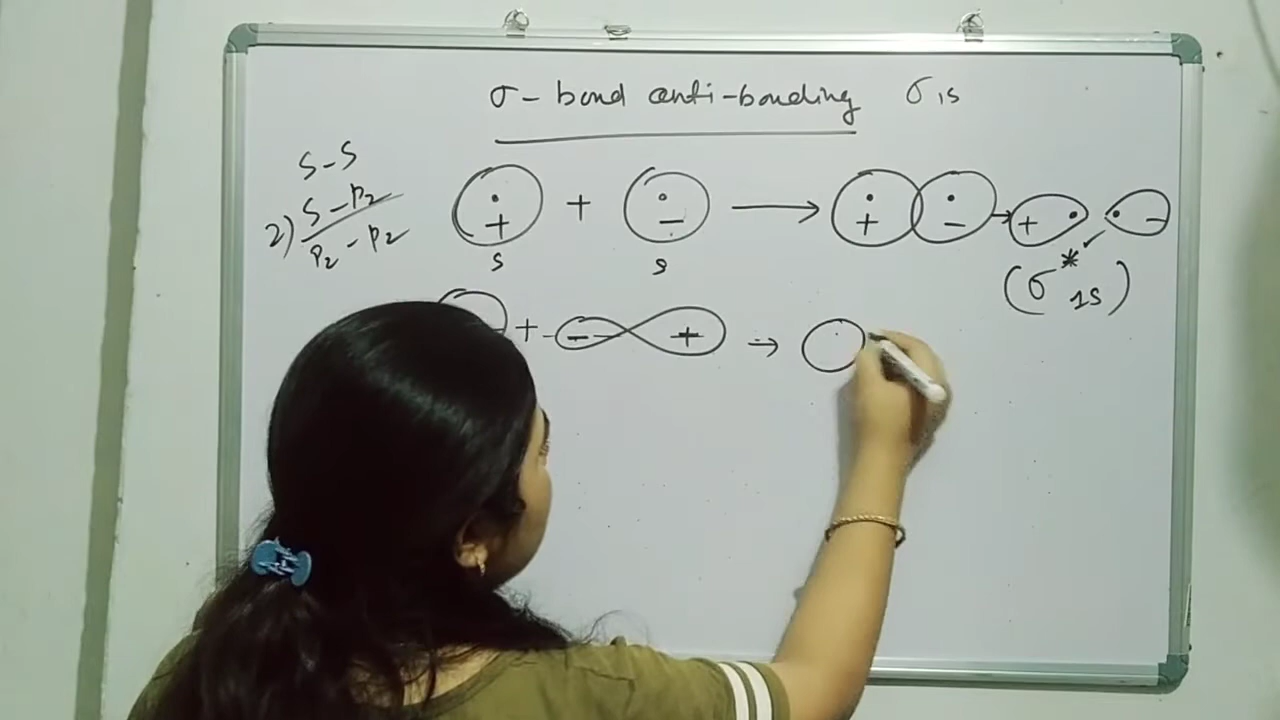 σ- bond anti-bonding σ 1s
S-S
2) S-P2
P2-P2
+ + - → + - → + -
s s
(σ* 1s)
+ - + →